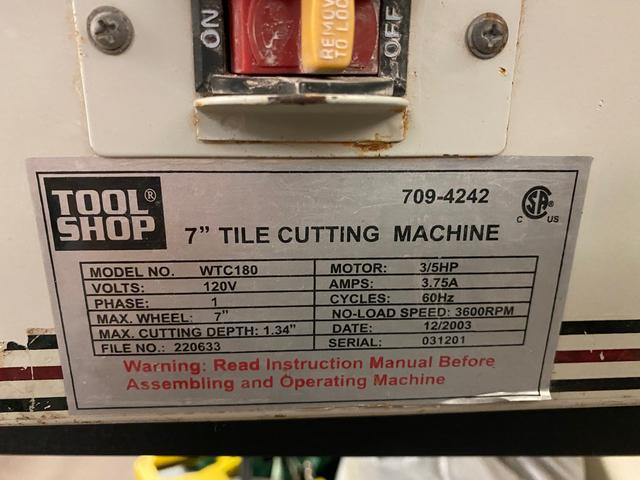 ON
REMOVE
TO LOCK
OFF
TOOL ®
SHOP
709-4242
C SA ® US
7” TILE CUTTING MACHINE
MODEL NO. WTC180 MOTOR: 3/5HP
VOLTS: 120V AMPS: 3.75A
PHASE: 1 CYCLES: 60Hz
MAX. WHEEL: 7” NO-LOAD SPEED: 3600RPM
MAX. CUTTING DEPTH: 1.34” DATE: 12/2003
FILE NO.: 220633 SERIAL: 031201
Warning: Read Instruction Manual Before
Assembling and Operating Machine